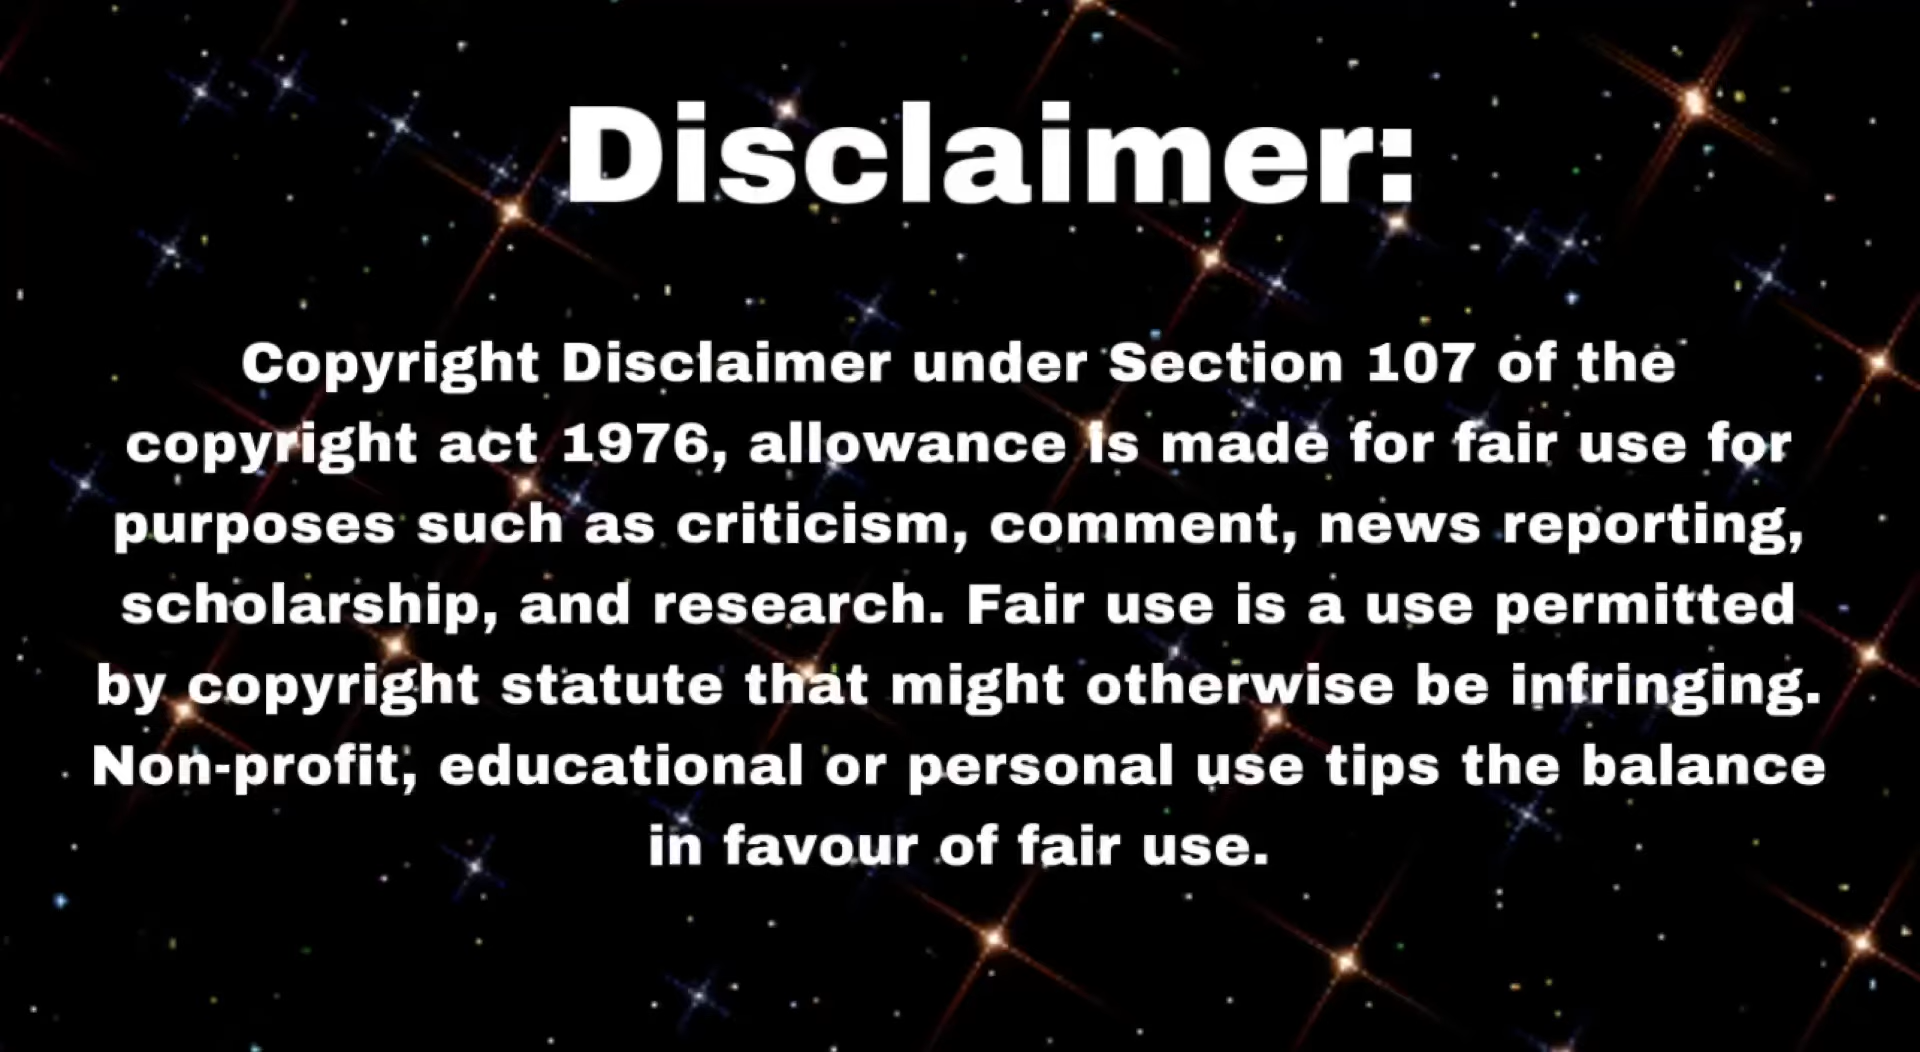 Disclaimer:
Copyright Disclaimer under Section 107 of the
copyright act 1976, allowance is made for fair use for
purposes such as criticism, comment, news reporting,
scholarship, and research. Fair use is a use permitted
by copyright statute that might otherwise be infringing.
Non-profit, educational or personal use tips the balance
in favour of fair use.